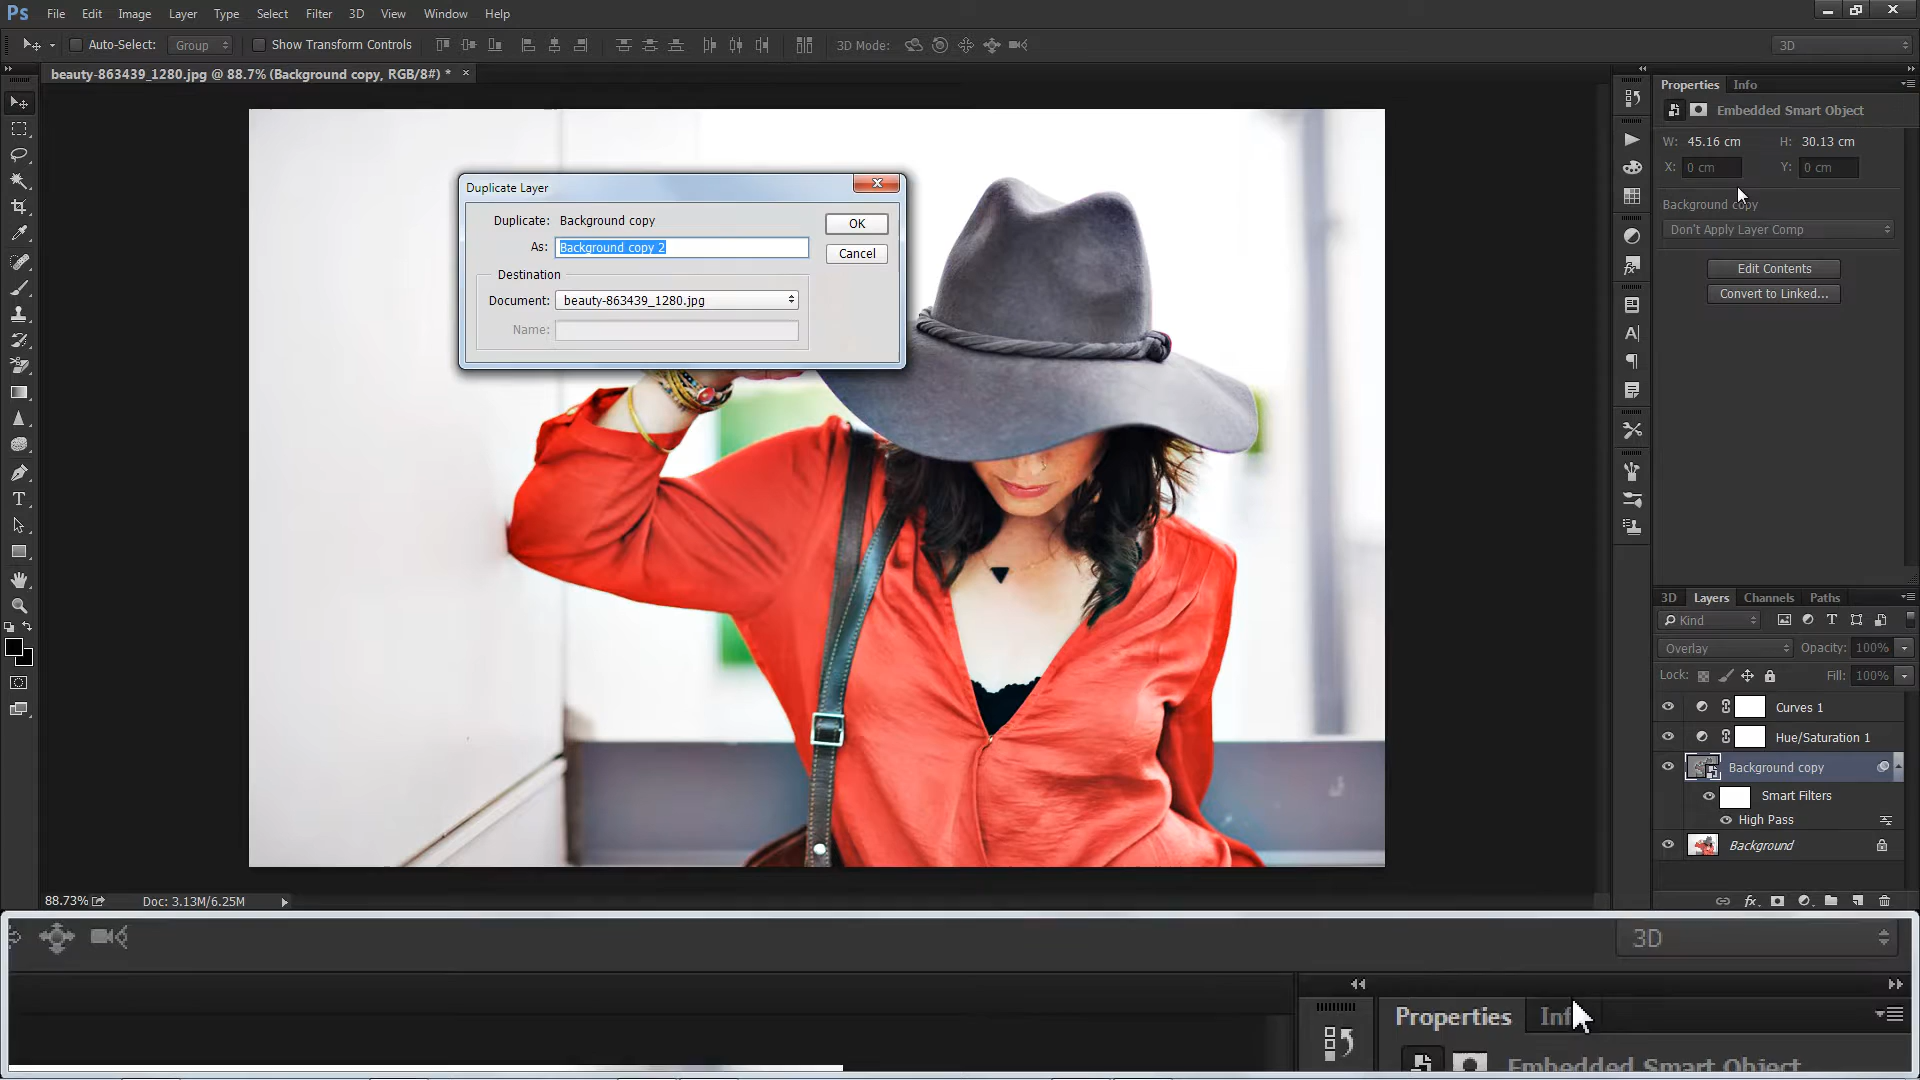 Ps File Edit Image Layer Type Select Filter 3D View Window Help
Auto-Select: Group Show Transform Controls 3D Mode: 3D
beauty-863439_1280.jpg @ 88.7% (Background copy, RGB/8#) *
Properties Info
Embedded Smart Object
W: 45.16 cm H: 30.13 cm
X: 0 cm Y: 0 cm
Background copy
Don't Apply Layer Comp
Edit Contents
Convert to Linked...
Duplicate Layer
Duplicate: Background copy
OK
As: Background copy 2
Cancel
Destination
Document: beauty-863439_1280.jpg
Name:
3D Layers Channels Paths
Kind
Overlay Opacity: 100%
Lock: Fill: 100%
Curves 1
Hue/Saturation 1
Background copy
Smart Filters
High Pass
Background
88.73% Doc: 3.13M/6.25M
3D
Properties Inf
Embedded Smart Object